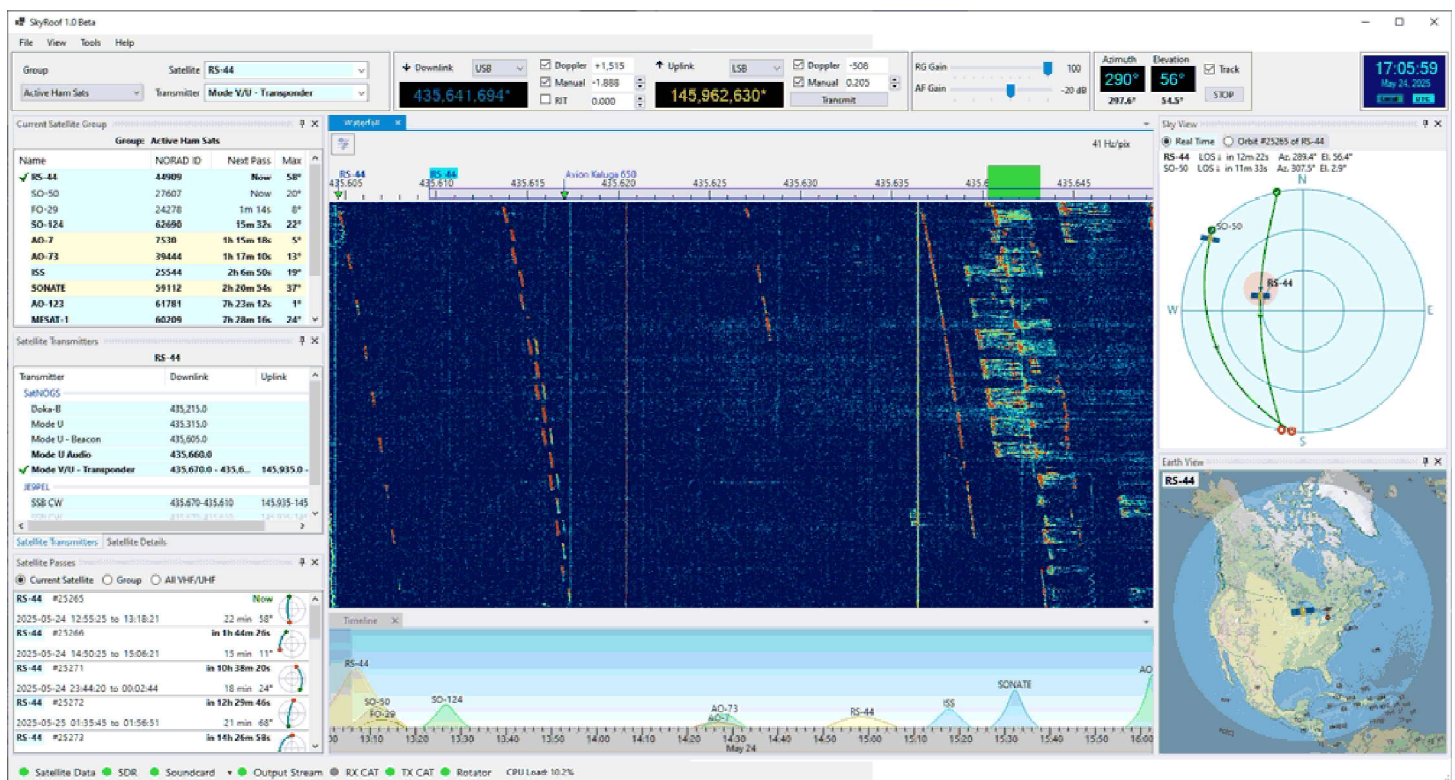 SkyRoof 1.0 Beta
File View Tools Help
Group Satellite RS-44
Active Ham Sats Transmitter Mode V/U - Transponder
Downlink USB Doppler +1,515
Manual -1.888
435,641,694* RIT 0.000
Uplink LSB Doppler -506
Manual 0.205
145,962,630* Transmit
RG Gain 100
AF Gain -20 dB
Azimuth Elevation
290° 56° Track
297.6° 54.5° STOP
17:05:59
May 24, 2025
UTC
Current Satellite Group
Group: Active Ham Sats
Name NORAD ID Next Pass Max
RS-44 44909 Now 58°
SO-50 27607 Now 20°
FO-29 24278 1m 14s 8°
SO-124 62690 15m 32s 22°
AO-7 7530 1h 15m 18s 5°
AO-73 39444 1h 17m 10s 13°
ISS 25544 2h 6m 50s 19°
SONATE 59112 2h 20m 54s 37°
AO-123 61781 7h 23m 12s 1°
MESAT-1 60209 7h 28m 16s 24°
Satellite Transmitters
RS-44
Transmitter Downlink Uplink
SatNOGS
Doka-B 435,215.0
Mode U 435,315.0
Mode U - Beacon 435,605.0
Mode U Audio 435,660.0
Mode V/U - Transponder 435,670.0 - 435,6... 145,935.0 -
JE9PEL
SSB CW 435.670-435.610 145.935-145
Satellite Transmitters Satellite Details
Satellite Passes
Current Satellite Group All VHF/UHF
RS-44 #25265 Now
2025-05-24 12:55:25 to 13:18:21 22 min 58°
RS-44 #25266 in 1h 44m 26s
2025-05-24 14:50:25 to 15:06:21 15 min 11°
RS-44 #25271 in 10h 38m 20s
2025-05-24 23:44:20 to 00:02:44 18 min 24°
RS-44 #25272 in 12h 29m 46s
2025-05-25 01:35:45 to 01:56:51 21 min 68°
RS-44 #25273 in 14h 26m 58s
Waterfall
41 Hz/pix
RS-44 RS-44 Avion Kaluga 650
435.605 435.610 435.615 435.620 435.625 435.630 435.635 435.6 435.645
Timeline
RS-44 SO-50 FO-29 SO-124 AO-73 AO-7 RS-44 ISS SONATE AO
00 13:10 13:20 13:30 13:40 13:50 14:00 14:10 14:20 14:30 14:40 14:50 15:00 15:10 15:20 15:30 15:40 15:50 16:00
May 24
Sky View
Real Time Orbit #25265 of RS-44
RS-44 LOS↓ in 12m 22s Az. 289.4° El. 56.4°
SO-50 LOS↓ in 11m 33s Az. 307.5° El. 2.9°
N
SO-50
RS-44
W E
S
Earth View
RS-44
Satellite Data SDR Soundcard Output Stream RX CAT TX CAT Rotator CPU Load: 10.2%